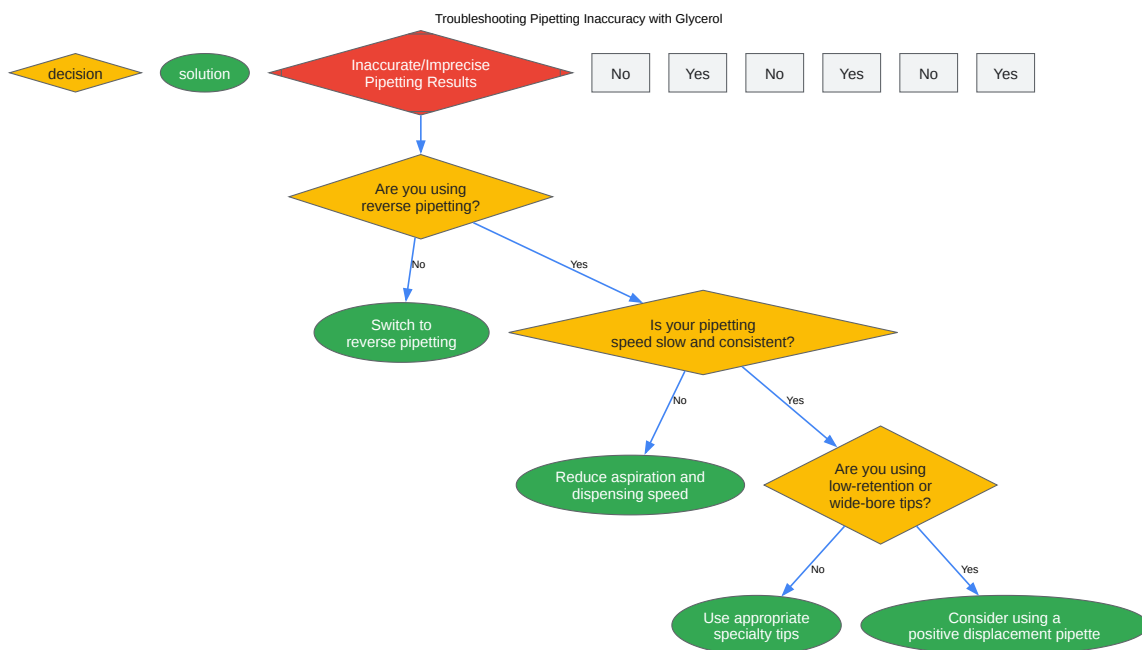 Troubleshooting Pipetting Inaccuracy with Glycerol
decision
solution
Inaccurate/Imprecise
Pipetting Results
No
Yes
No
Yes
No
Yes
Are you using
reverse pipetting?
No
Yes
Switch to
reverse pipetting
Is your pipetting
speed slow and consistent?
No
Yes
Reduce aspiration and
dispensing speed
Are you using
low-retention or
wide-bore tips?
No
Yes
Use appropriate
specialty tips
Consider using a
positive displacement pipette